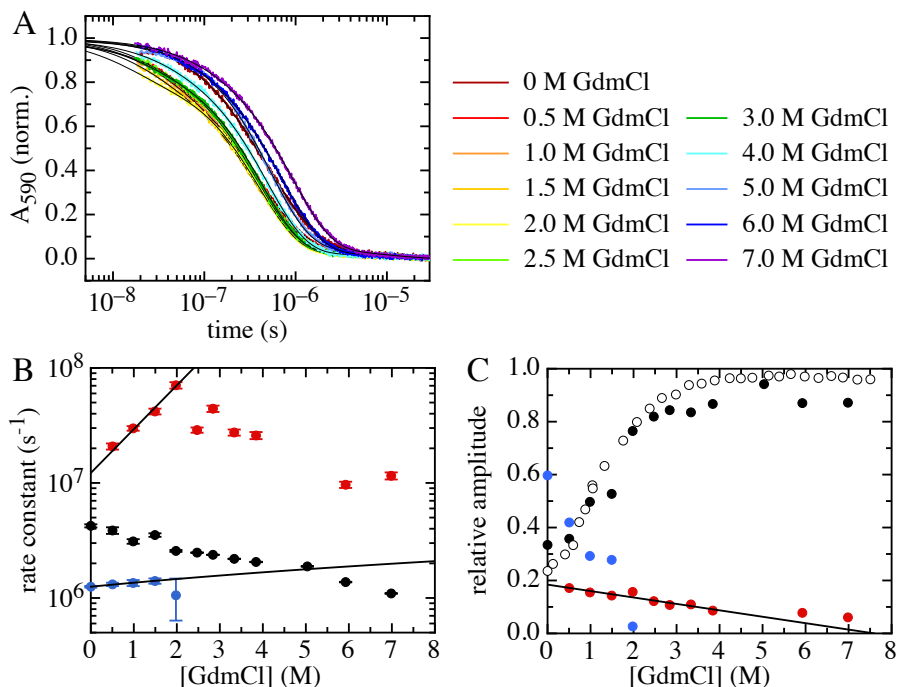 A
10⁻⁸ 10⁻⁷ 10⁻⁶ 10⁻⁵
1.0
0.8
0.6
0.4
0.2
0.0
A₅₉₀ (norm.)
10⁻⁸ 10⁻⁷ 10⁻⁶ 10⁻⁵
time (s)
0 M GdmCl
0.5 M GdmCl 3.0 M GdmCl
1.0 M GdmCl 4.0 M GdmCl
1.5 M GdmCl 5.0 M GdmCl
2.0 M GdmCl 6.0 M GdmCl
2.5 M GdmCl 7.0 M GdmCl
B
10⁸
10⁷
10⁶
rate constant (s⁻¹)
0 1 2 3 4 5 6 7 8
[GdmCl] (M)
C
1.0
0.8
0.6
0.4
0.2
0.0
relative amplitude
0 1 2 3 4 5 6 7 8
[GdmCl] (M)